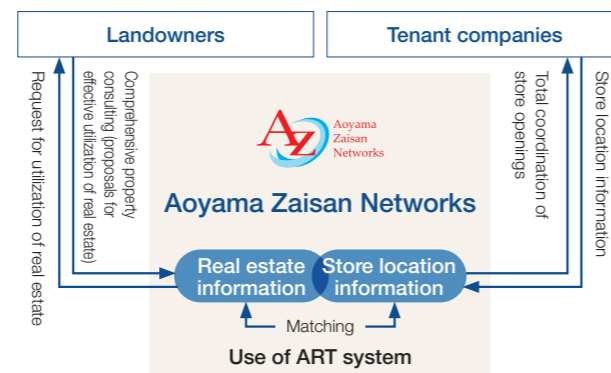 Landowners
Tenant companies
Request for utilization of real estate
Comprehensive property
consulting (proposals for
effective utilization of real estate)
AZ
Aoyama
Zaisan
Networks
Total coordination of
store openings
Store location information
Aoyama Zaisan Networks
Real estate
information
Store location
information
Matching
Use of ART system